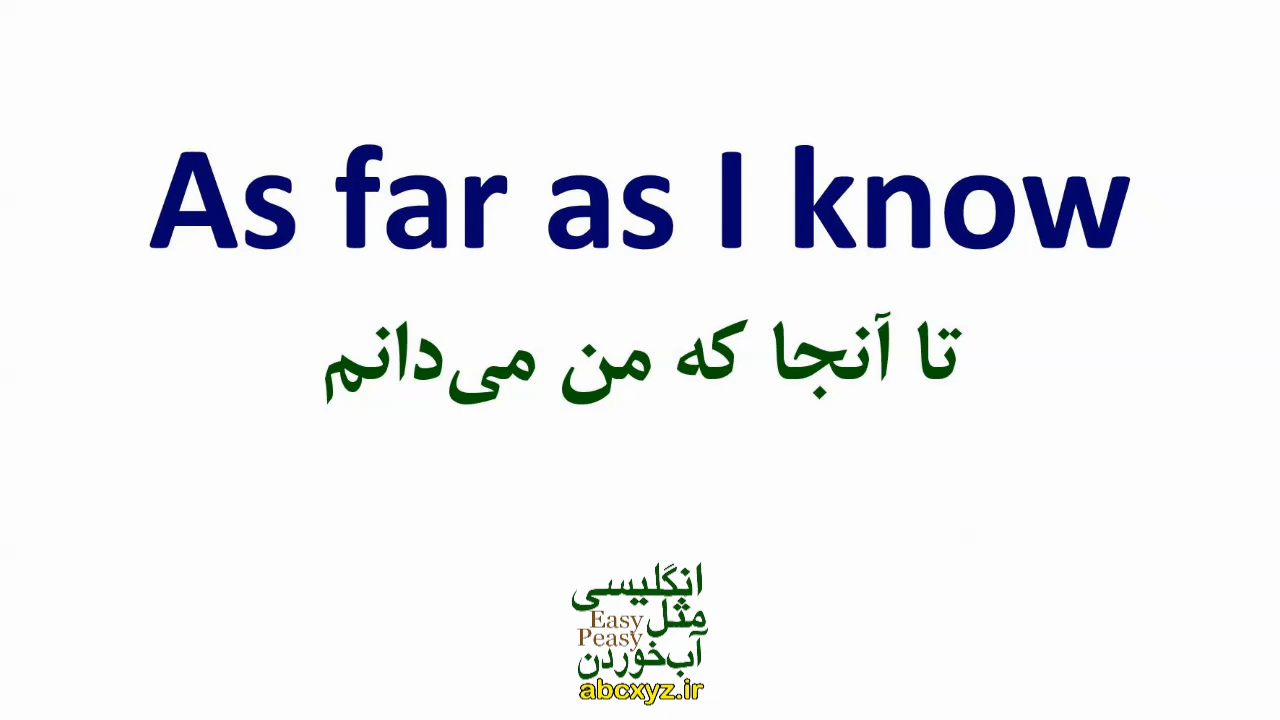 As far as I know
تا آنجا که من می‌دانم
انگلیسی
مثل
Easy
Peasy
آب‌خوردن
abcxyz.ir